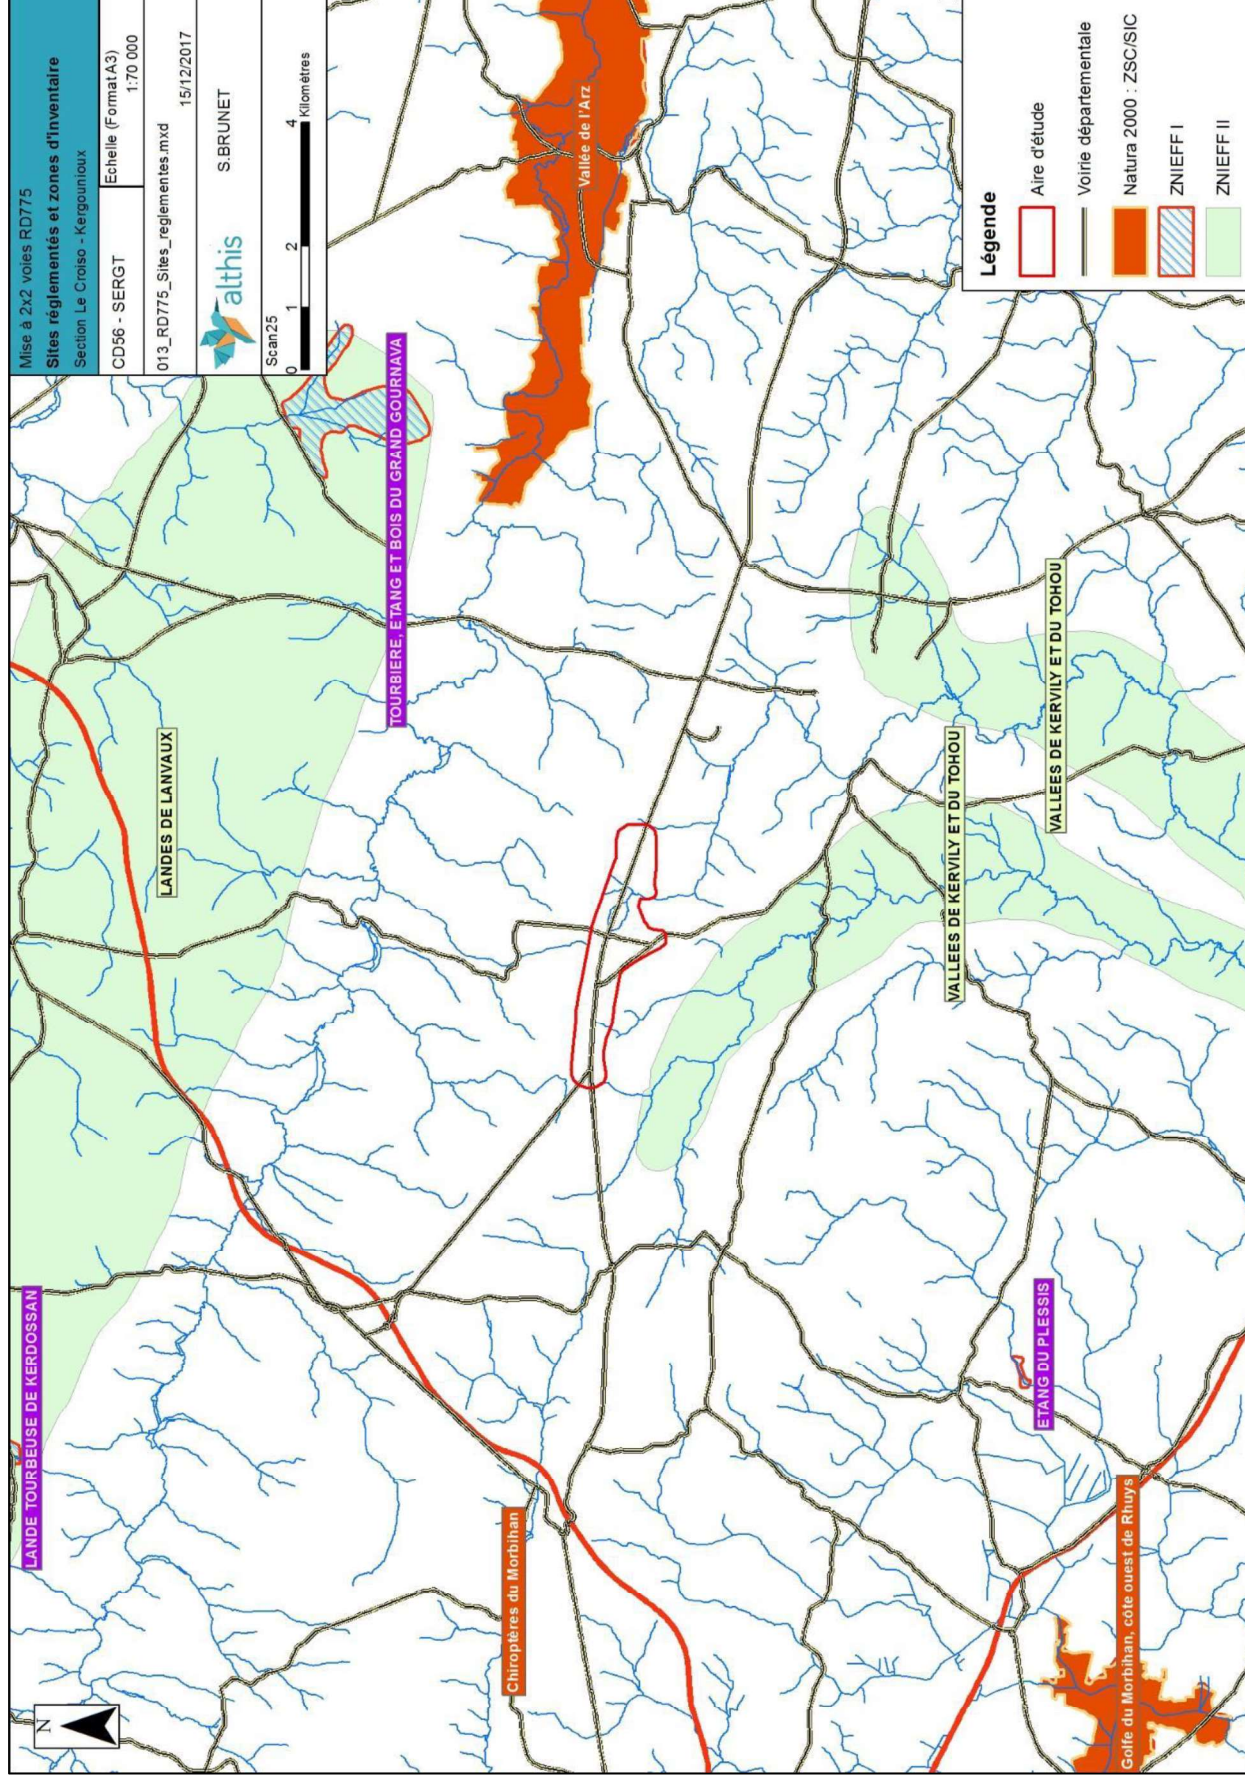 Mise à 2x2 voies RD775
Sites réglementés et zones d'inventaire
Section Le Croiso - Kergounioux
CD56 - SERGT
Echelle (Format A3)
1:70 000
013_RD775_Sites_reglementes.mxd
15/12/2017
althis
S.BRUNET
Scan25
0 1 2 4
Kilomètres
N
LANDE TOURBEUSE DE KERDOSSAN
LANDES DE LANVAUX
TOURBIERE, ETANG ET BOIS DU GRAND GOURNAVA
Vallée de l'Arz
Chiroptères du Morbihan
VALLEES DE KERVILY ET DU TOHOU
VALLEES DE KERVILY ET DU TOHOU
ETANG DU PLESSIS
Golfe du Morbihan, côte ouest de Rhuys
Légende
Aire d'étude
Voirie départementale
Natura 2000 : ZSC/SIC
ZNIEFF I
ZNIEFF II